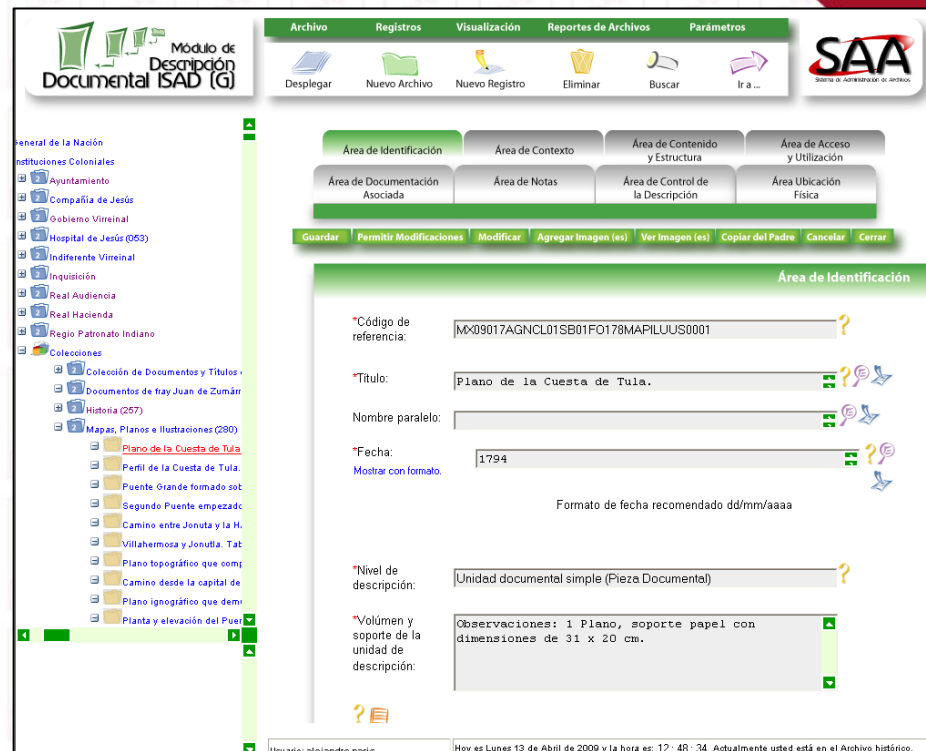 Módulo de
Descripción
Documental ISAD (G)
Archivo Registros Visualización Reportes de Archivos Parámetros
Desplegar Nuevo Archivo Nuevo Registro Eliminar Buscar Ir a ...
SAA
Sistema de Administración de Archivos
General de la Nación
nstituciones Coloniales
Ayuntamiento
Compañía de Jesús
Gobierno Virreinal
Hospital de Jesús (053)
Indiferente Virreinal
Inquisición
Real Audiencia
Real Hacienda
Regio Patronato Indiano
Colecciones
Colección de Documentos y Títulos
Documentos de fray Juan de Zumárr
Historia (257)
Mapas, Planos e Ilustraciones (280)
Plano de la Cuesta de Tula
Perfil de la Cuesta de Tula.
Puente Grande formado sob
Segundo Puente empezado
Camino entre Jonuta y la H.
Villahermosa y Jonutla. Tab
Plano topográfico que comp
Camino desde la capital de
Plano ignográfico que demu
Planta y elevación del Puer
Área de Identificación Área de Contexto Área de Contenido y Estructura Área de Acceso y Utilización
Área de Documentación Asociada Área de Notas Área de Control de la Descripción Área Ubicación Física
Guardar Permitir Modificaciones Modificar Agregar Imagen (es) Ver Imagen (es) Copiar del Padre Cancelar Cerrar
Área de Identificación
*Código de referencia: MX09017AGNCL01SB01FO178MAPILUUS0001
*Título: Plano de la Cuesta de Tula.
Nombre paralelo:
*Fecha: 1794
Mostrar con formato.
Formato de fecha recomendado dd/mm/aaaa
*Nivel de descripción: Unidad documental simple (Pieza Documental)
*Volúmen y soporte de la unidad de descripción:
Observaciones: 1 Plano, soporte papel con
dimensiones de 31 x 20 cm.
Usuario: alejandro
Hoy es Lunes 13 de Abril de 2009 y la hora es: 12 : 48 : 34 Actualmente usted está en el Archivo histórico.